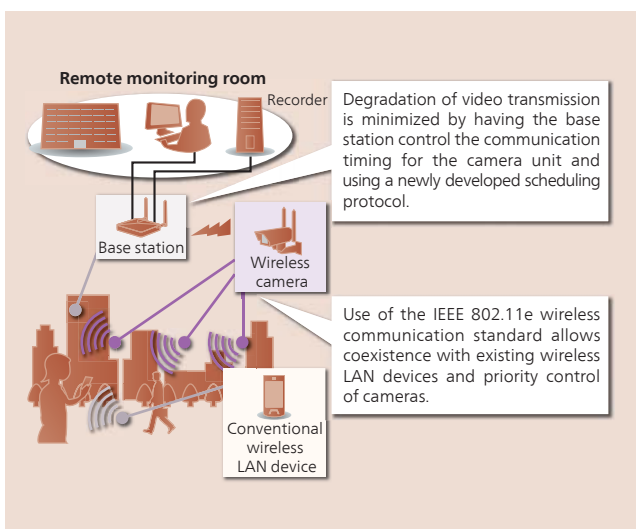 Remote monitoring room
Recorder
Degradation of video transmission
is minimized by having the base
station control the communication
timing for the camera unit and
using a newly developed scheduling
protocol.
Base station
Wireless
camera
Use of the IEEE 802.11e wireless
communication standard allows
coexistence with existing wireless
LAN devices and priority control
of cameras.
Conventional
wireless
LAN device